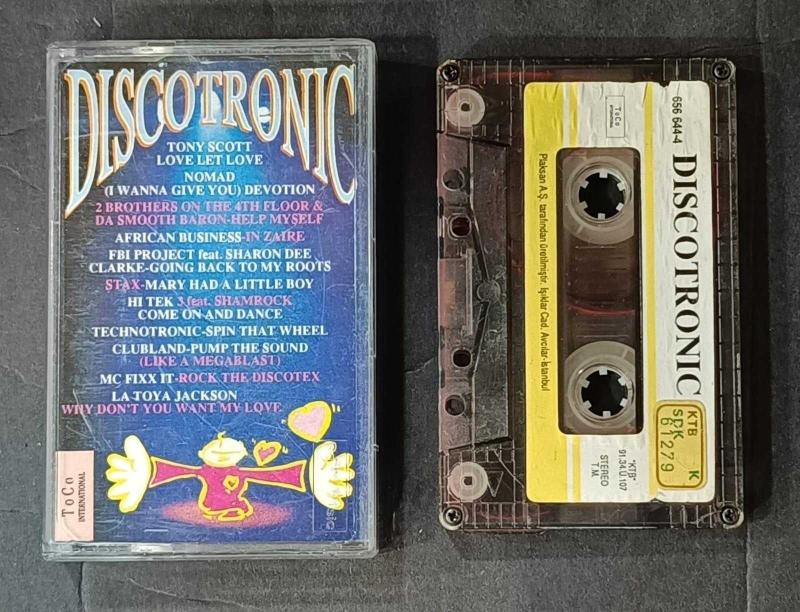 DISCOTRONIC
TONY SCOTT
LOVE LET LOVE
NOMAD
(I WANNA GIVE YOU) DEVOTION
2 BROTHERS ON THE 4TH FLOOR &
DA SMOOTH BARON-HELP MYSELF
AFRICAN BUSINESS-IN ZAIRE
FBI PROJECT feat. SHARON DEE
CLARKE-GOING BACK TO MY ROOTS
STAX-MARY HAD A LITTLE BOY
HI TEK 3 feat. SHAMROCK
COME ON AND DANCE
TECHNOTRONIC-SPIN THAT WHEEL
CLUBLAND-PUMP THE SOUND
(LIKE A MEGABLAST)
MC FIXX IT-ROCK THE DISCOTEX
LA TOYA JACKSON
WHY DON'T YOU WANT MY LOVE
ToCo
INTERNATIONAL
656 644-4
DISCOTRONIC
ToCo
INTERNATIONAL
Plaksan A.Ş. tarafından üretilmiştir. Işıklar Cad. Avcılar-İstanbul
"KTB"
91.34.Ü.107
STEREO
T.M.
KTB K
SDK
61279